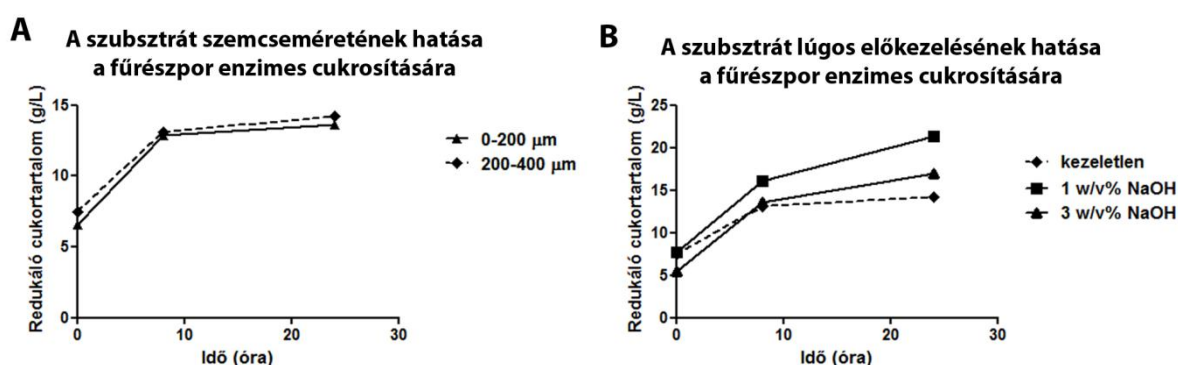 A
A szubsztrát szemcseméretének hatása
a fűrészpor enzimes cukrosítására
Redukáló cukortartalom (g/L)
15
10
5
0
0
10
20
30
Idő (óra)
0-200 µm
200-400 µm
B
A szubsztrát lúgos előkezelésének hatása
a fűrészpor enzimes cukrosítására
Redukáló cukortartalom (g/L)
25
20
15
10
5
0
0
10
20
30
Idő (óra)
kezeletlen
1 w/v% NaOH
3 w/v% NaOH